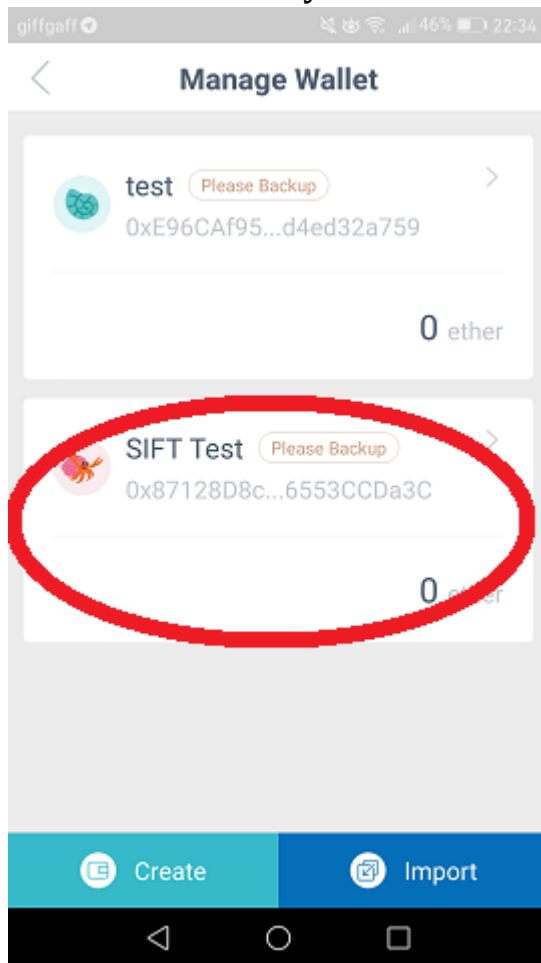 giffgaff 46% 22:34
Manage Wallet
test Please Backup
0xE96CAf95...d4ed32a759
0 ether
SIFT Test Please Backup
0x87128D8c...6553CCDa3C
0 ether
Create Import